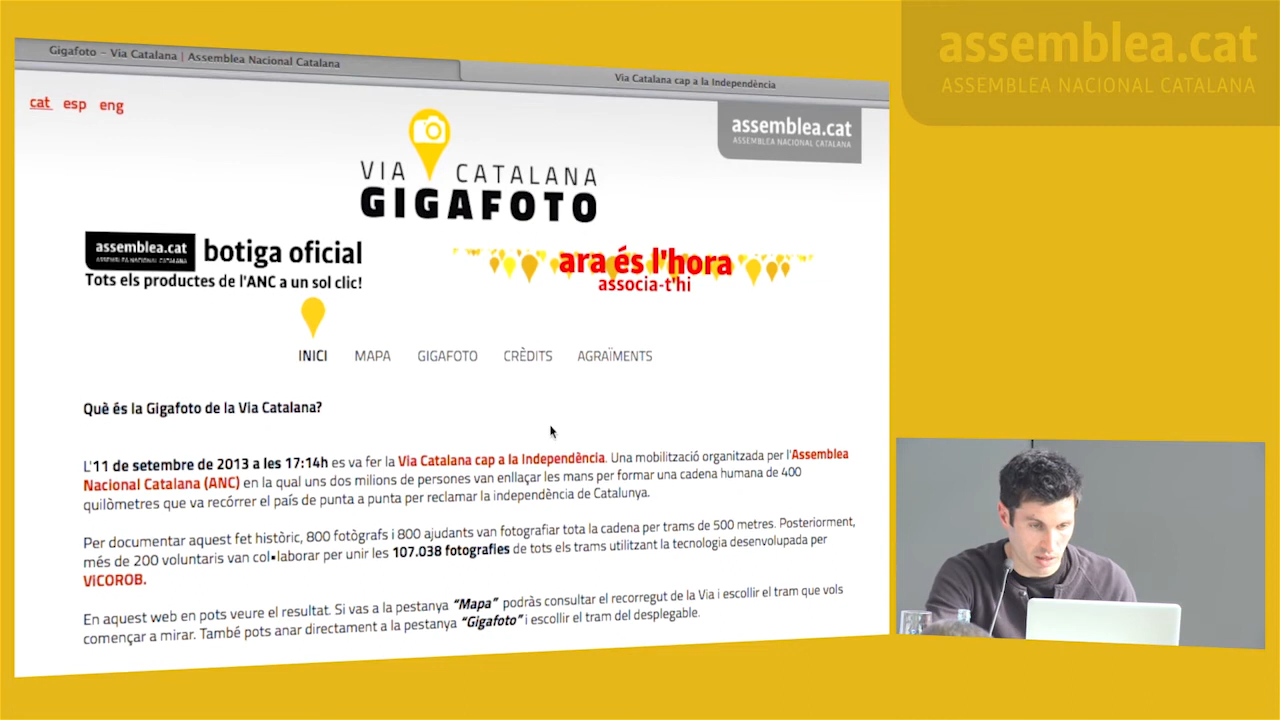 assemblea.cat
ASSEMBLEA NACIONAL CATALANA
Gigafoto – Via Catalana | Assemblea Nacional Catalana
Via Catalana cap a la Independència
cat esp eng
assemblea.cat
ASSEMBLEA NACIONAL CATALANA
VIA CATALANA
GIGAFOTO
assemblea.cat
ASSEMBLEA NACIONAL CATALANA
botiga oficial
Tots els productes de l'ANC a un sol clic!
ara és l'hora
associa-t'hi
INICI MAPA GIGAFOTO CRÈDITS AGRAÏMENTS
Què és la Gigafoto de la Via Catalana?
L'11 de setembre de 2013 a les 17:14h es va fer la Via Catalana cap a la Independència. Una mobilització organitzada per l'Assemblea
Nacional Catalana (ANC) en la qual uns dos milions de persones van enllaçar les mans per formar una cadena humana de 400
quilòmetres que va recórrer el país de punta a punta per reclamar la independència de Catalunya.
Per documentar aquest fet històric, 800 fotògrafs i 800 ajudants van fotografiar tota la cadena per trams de 500 metres. Posteriorment,
més de 200 voluntaris van col•laborar per unir les 107.038 fotografies de tots els trams utilitzant la tecnologia desenvolupada per
ViCOROB.
En aquest web en pots veure el resultat. Si vas a la pestanya “Mapa” podràs consultar el recorregut de la Via i escollir el tram que vols
començar a mirar. També pots anar directament a la pestanya “Gigafoto” i escollir el tram del desplegable.